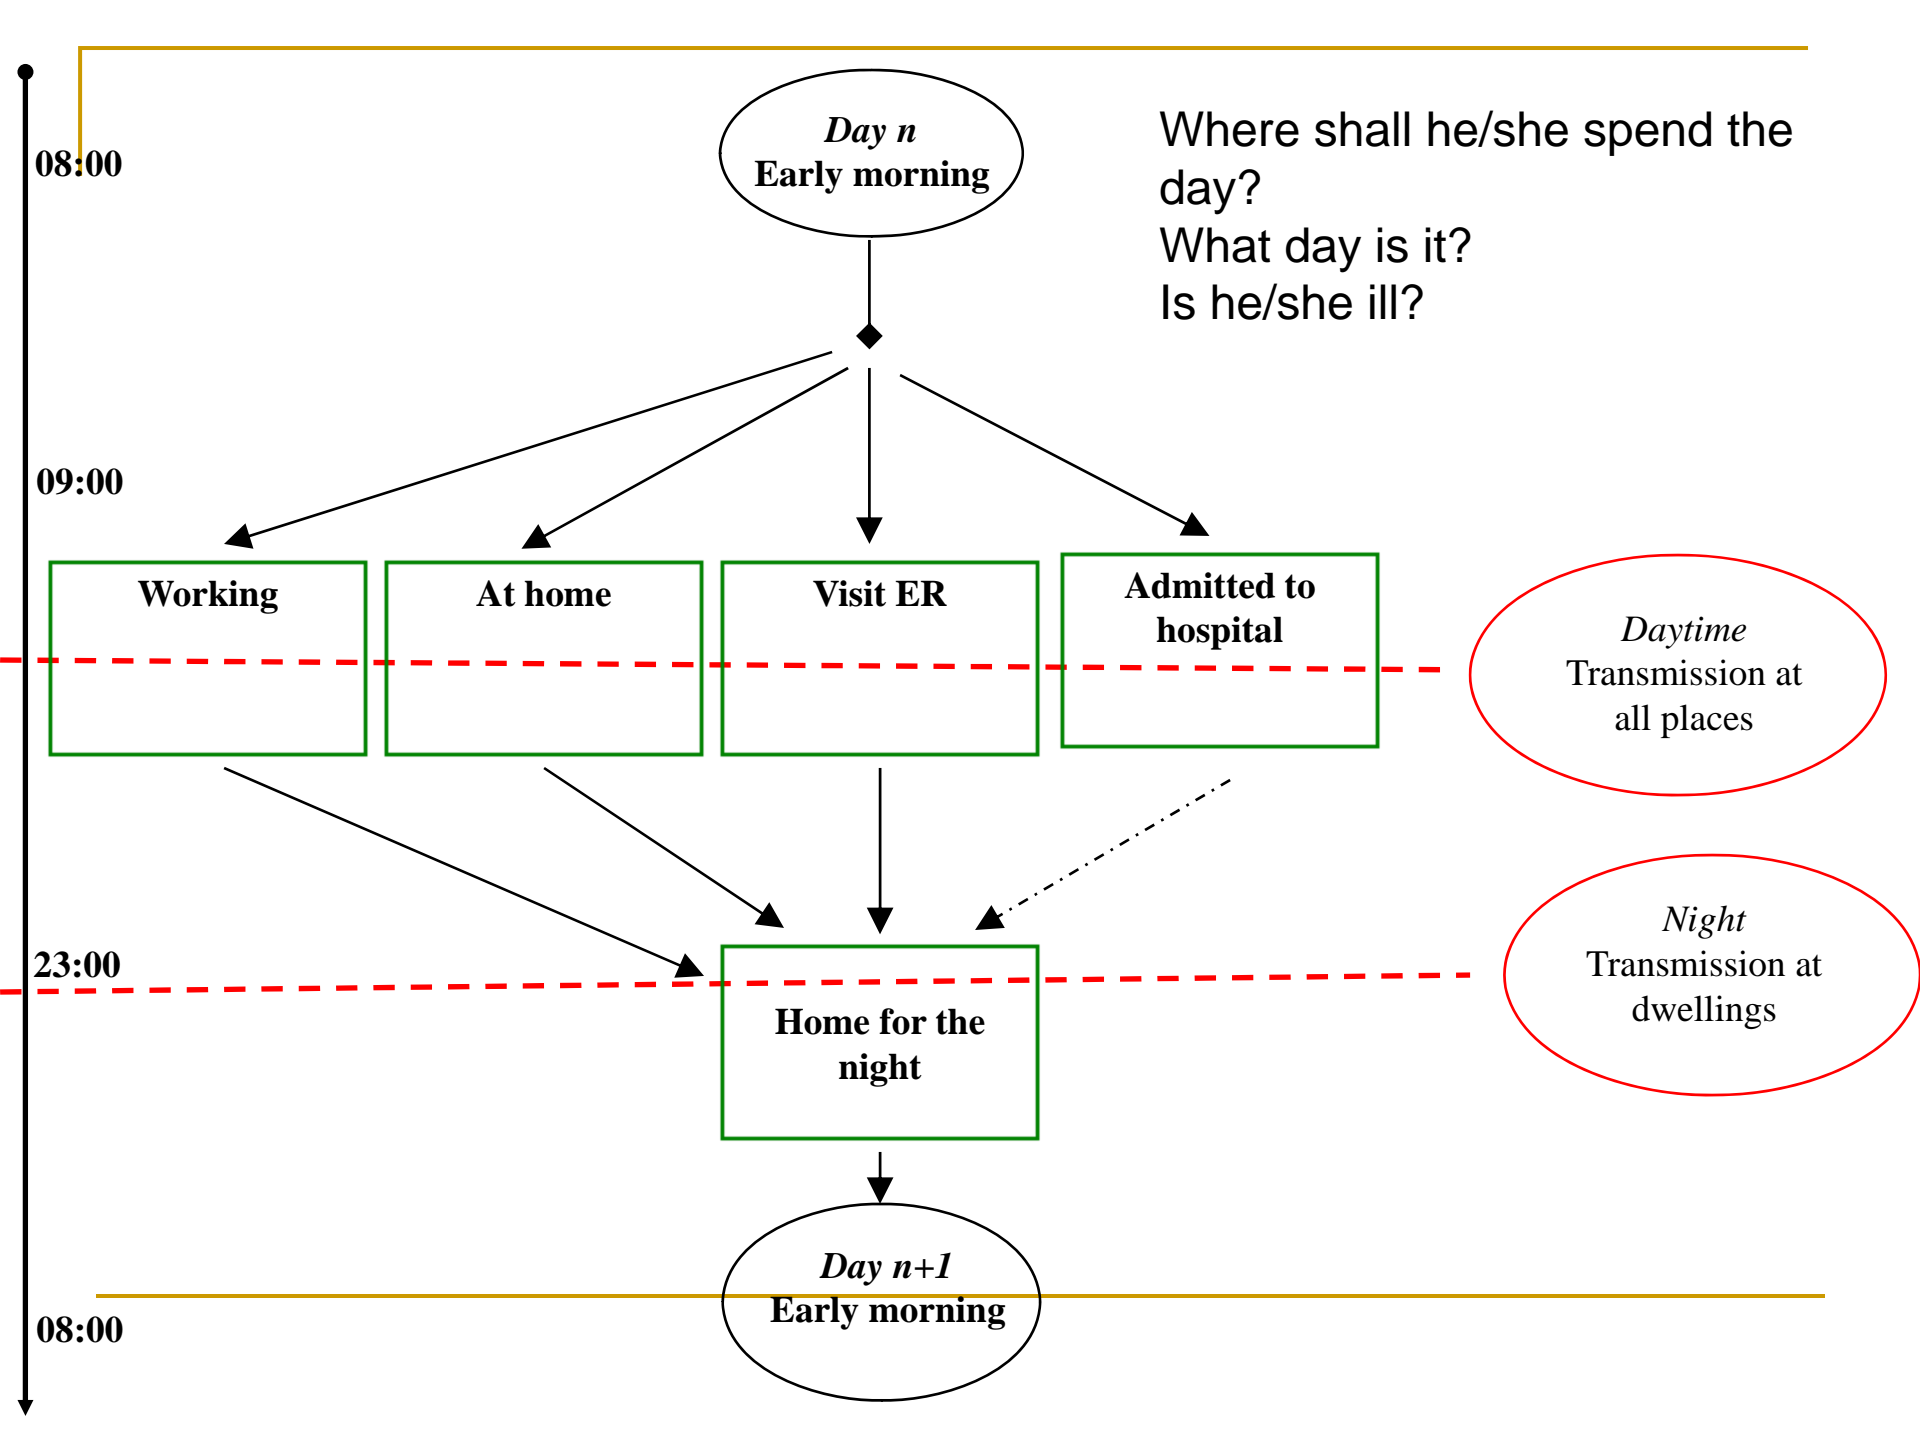 Day n
Early morning
Where shall he/she spend the
day?
What day is it?
Is he/she ill?
08:00
09:00
Working
At home
Visit ER
Admitted to
hospital
Daytime
Transmission at
all places
23:00
Home for the
night
Night
Transmission at
dwellings
Day n+1
Early morning
08:00